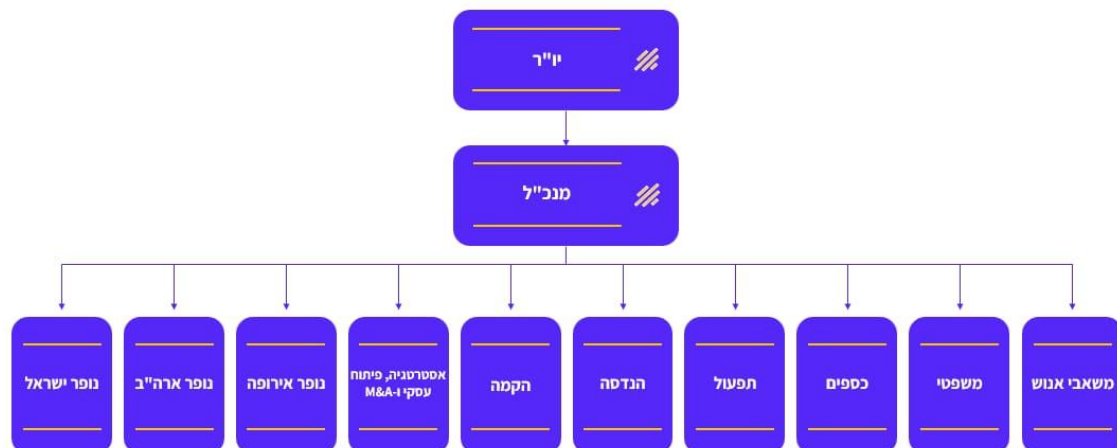 יו"ר
מנכ"ל
משאבי אנוש
משפטי
כספים
תפעול
הנדסה
הקמה
אסטרטגיה, פיתוח
עסקי ו-M&A
נופר אירופה
נופר ארה"ב
נופר ישראל